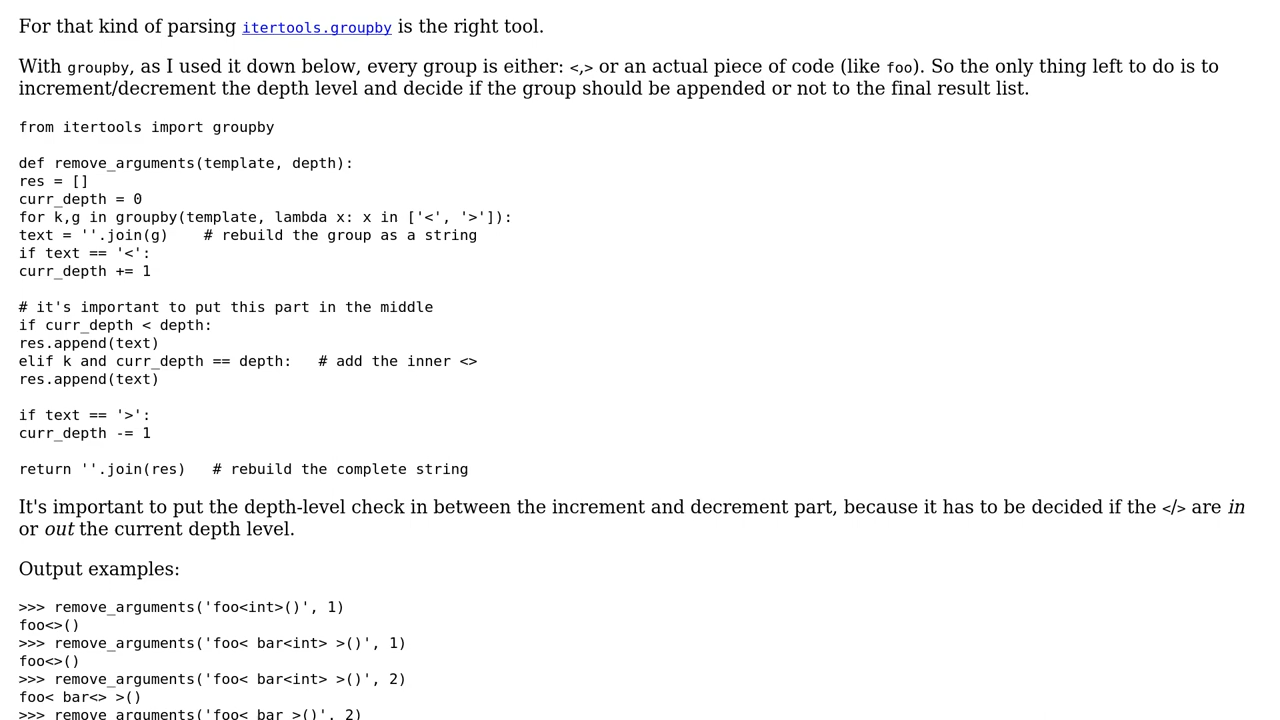 For that kind of parsing itertools.groupby is the right tool.
With groupby, as I used it down below, every group is either: <,> or an actual piece of code (like foo). So the only thing left to do is to
increment/decrement the depth level and decide if the group should be appended or not to the final result list.
from itertools import groupby
def remove_arguments(template, depth):
res = []
curr_depth = 0
for k,g in groupby(template, lambda x: x in ['<', '>']):
text = ''.join(g)    # rebuild the group as a string
if text == '<':
curr_depth += 1
# it's important to put this part in the middle
if curr_depth < depth:
res.append(text)
elif k and curr_depth == depth:   # add the inner <>
res.append(text)
if text == '>':
curr_depth -= 1
return ''.join(res)   # rebuild the complete string
It's important to put the depth-level check in between the increment and decrement part, because it has to be decided if the </> are in
or out the current depth level.
Output examples:
>>> remove_arguments('foo<int>()', 1)
foo<>()
>>> remove_arguments('foo< bar<int> >()', 1)
foo<>()
>>> remove_arguments('foo< bar<int> >()', 2)
foo< bar<> >()
>>> remove_arguments('foo< bar >()', 2)